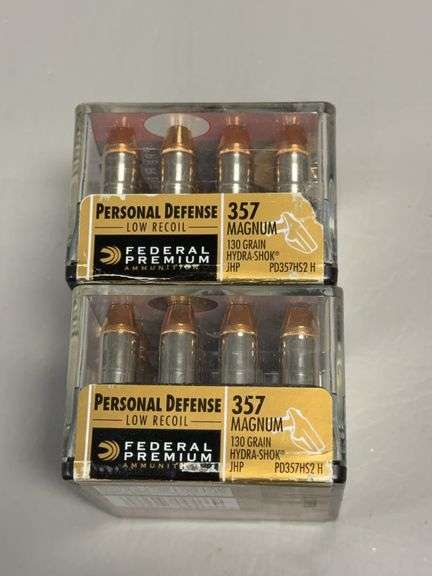 PERSONAL DEFENSE
LOW RECOIL
FEDERAL
PREMIUM
AMMUNITION
357
MAGNUM
130 GRAIN
HYDRA-SHOK®
JHP PD357HS2 H
PERSONAL DEFENSE
LOW RECOIL
FEDERAL
PREMIUM
AMMUNITION
357
MAGNUM
130 GRAIN
HYDRA-SHOK®
JHP PD357HS2 H